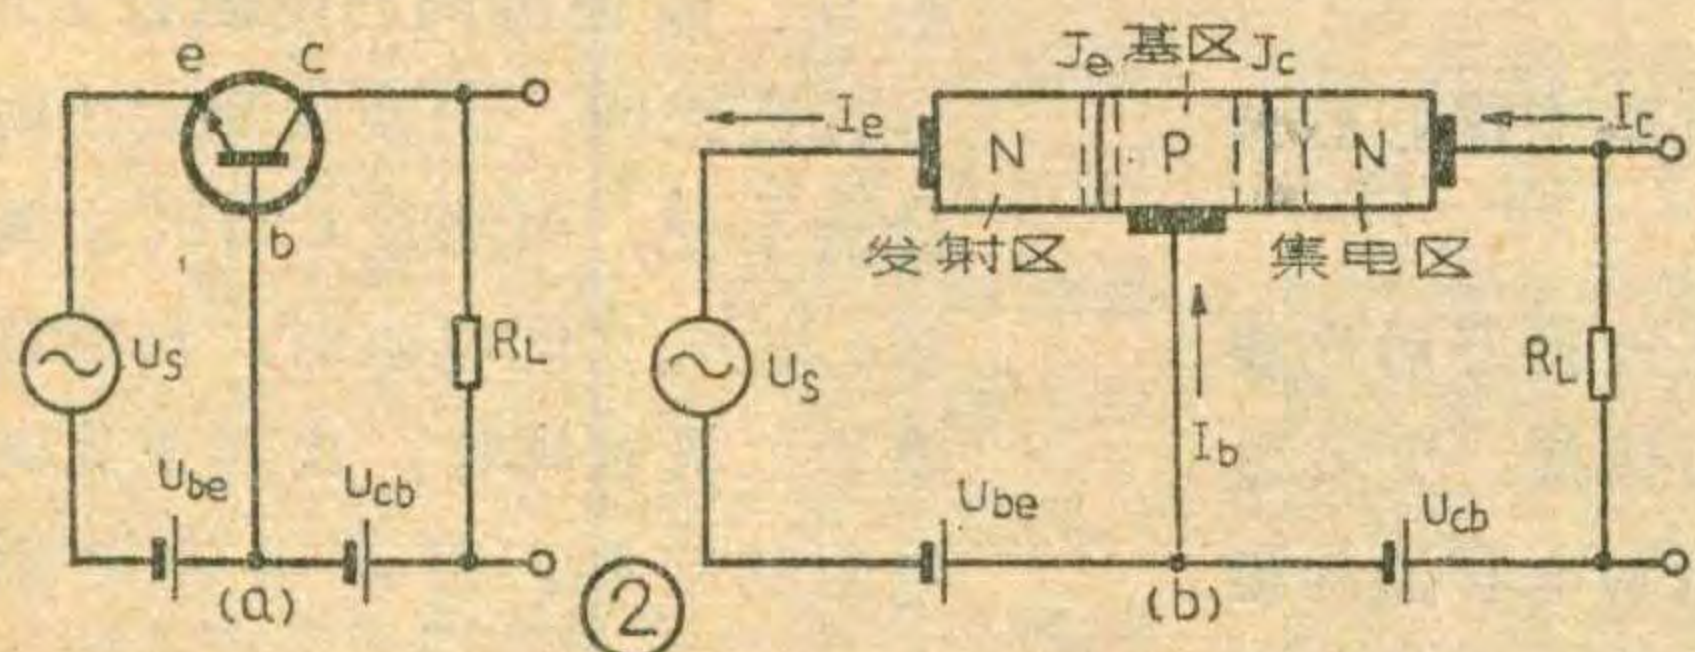 e c
b
Us
RL
Ube Ucb
(a)
②
Je 基区 Jc
Ie Ic
N P N
发射区 集电区
Us
RL
Ib
Ube Ucb
(b)